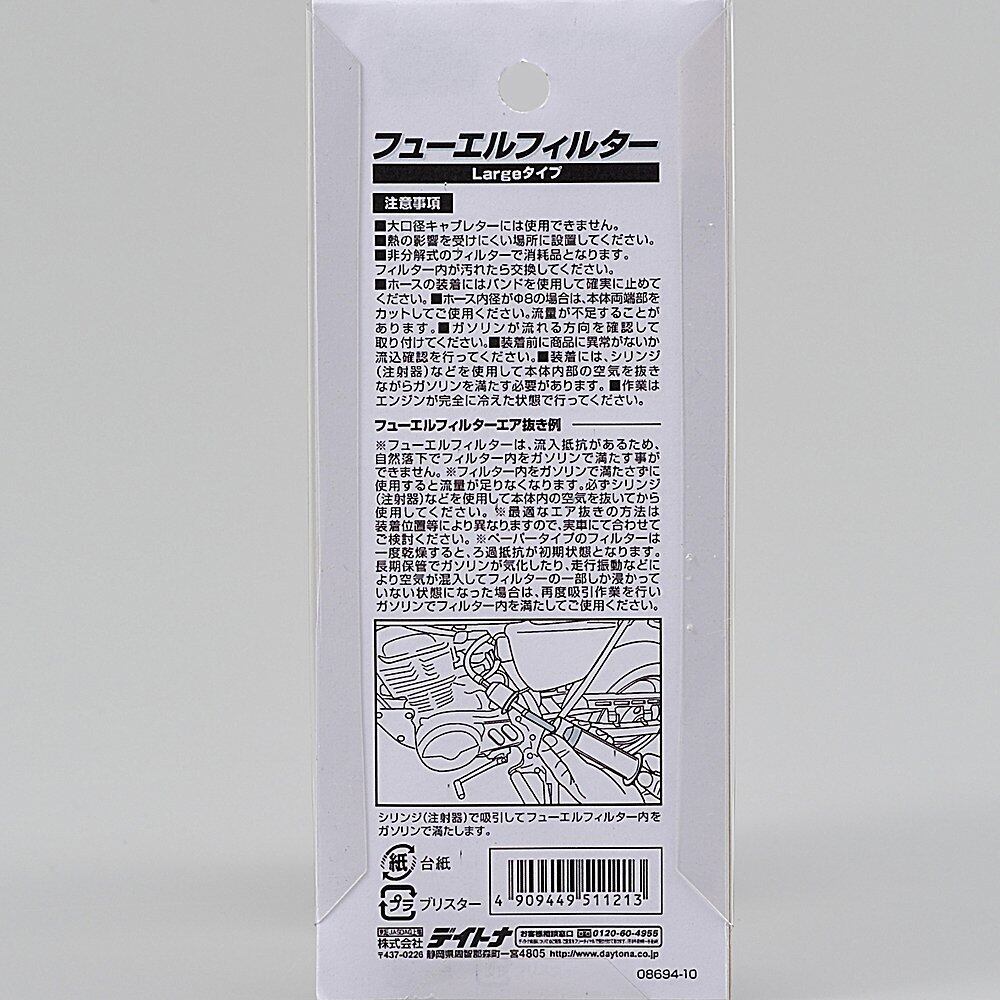 フューエルフィルター
Largeタイプ
注意事項
■大口径キャブレターには使用できません。
■熱の影響を受けにくい場所に設置してください。
■非分解式のフィルターで消耗品となります。
フィルター内が汚れたら交換してください。
■ホースの装着にはバンドを使用して確実に止めて
ください。■ホース内径がΦ8の場合は、本体両端部を
カットしてご使用ください。流量が不足することが
あります。■ガソリンが流れる方向を確認して
取り付けてください。■装着前に商品に異常がないか
流込確認を行ってください。■装着には、シリンジ
(注射器)などを使用して本体内部の空気を抜き
ながらガソリンを満たす必要があります。■作業は
エンジンが完全に冷えた状態で行ってください。
フューエルフィルターエア抜き例
※フューエルフィルターは、流入抵抗があるため、
自然落下でフィルター内をガソリンで満たす事が
できません。※フィルター内をガソリンで満たさずに
使用すると流量が足りなくなります。必ずシリンジ
(注射器)などを使用して本体内の空気を抜いてから
使用してください。※最適なエア抜きの方法は
装着位置等により異なりますので、実車にて合わせて
ご検討ください。※ペーパータイプのフィルターは
一度乾燥すると、ろ過抵抗が初期状態となります。
長期保管でガソリンが気化したり、走行振動などに
より空気が混入してフィルターの一部しか浸かって
いない状態になった場合は、再度吸引作業を行い
ガソリンでフィルター内を満たしてご使用ください。
シリンジ(注射器)で吸引してフューエルフィルター内を
ガソリンで満たします。
紙 台紙
プラ ブリスター
4 909449 511213
株式会社 デイトナ
お客様相談窓口 0120-60-4955
〒437-0226 静岡県周智郡森町一宮4805 http://www.daytona.co.jp
08694-10